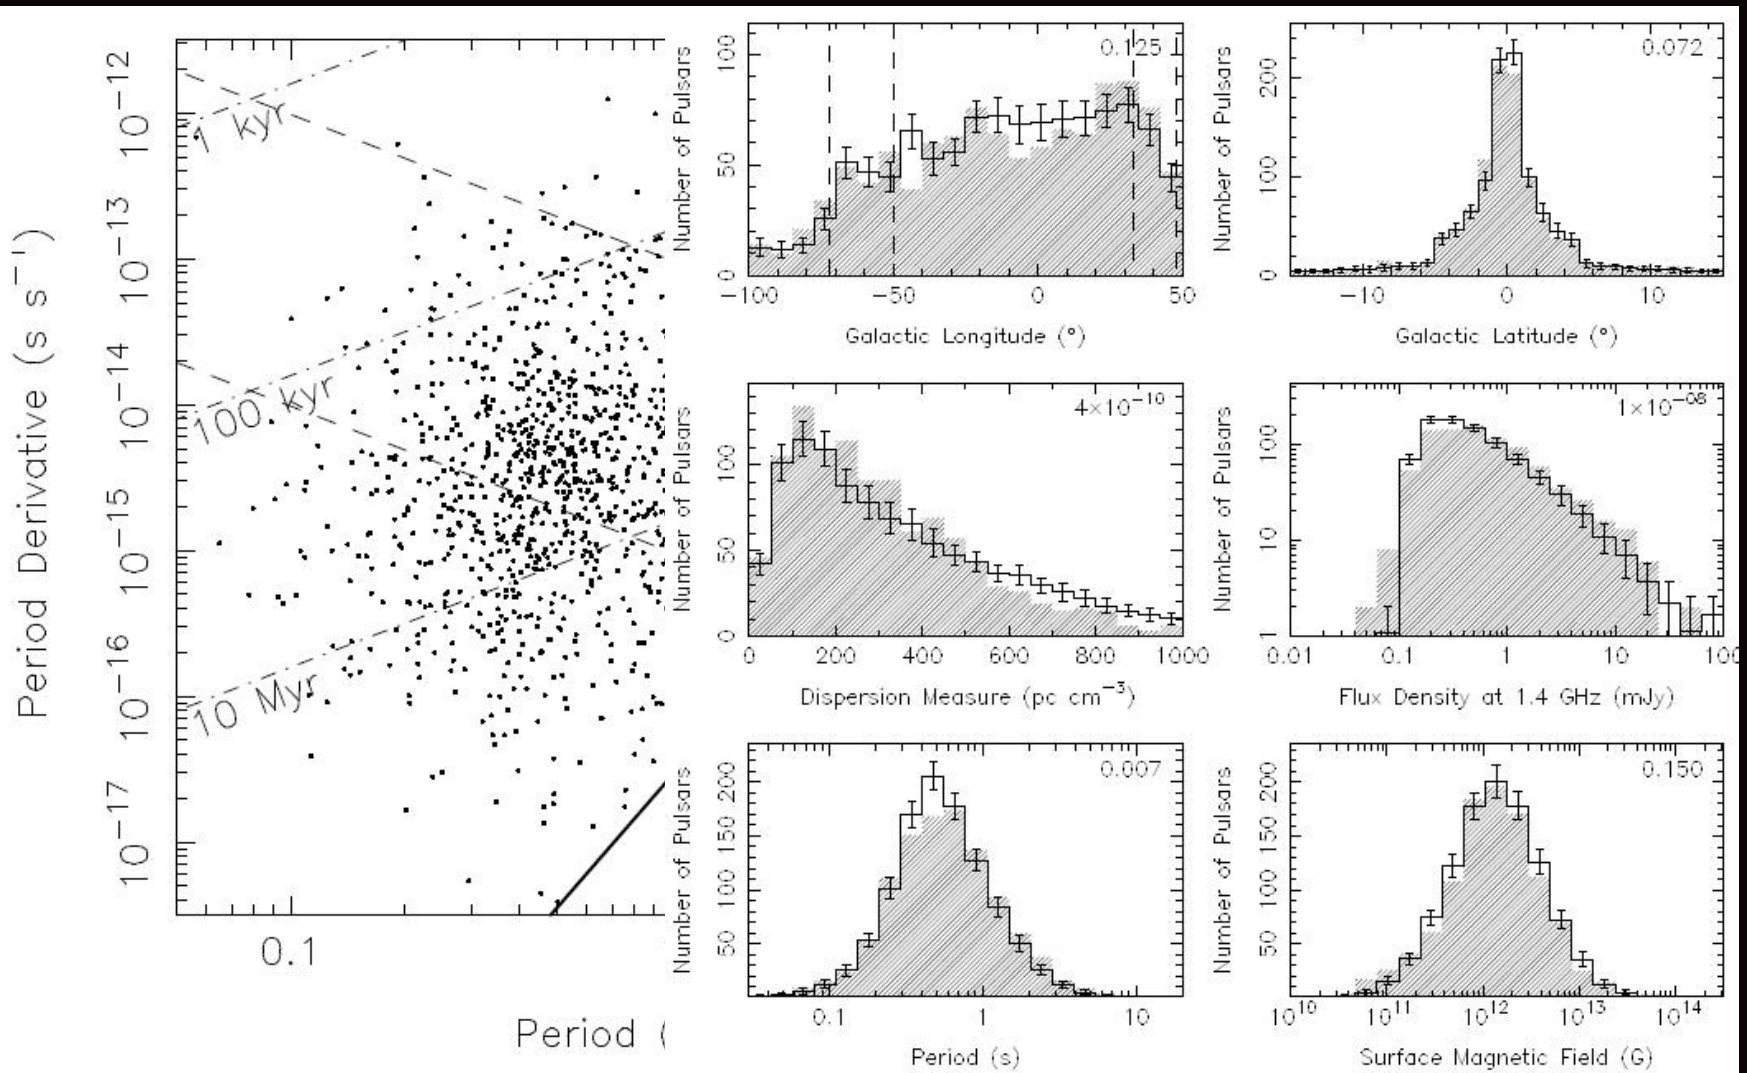 Period Derivative (s s⁻¹)
10⁻¹²
10⁻¹³
10⁻¹⁴
10⁻¹⁵
10⁻¹⁶
10⁻¹⁷
1 kyr
100 kyr
10 Myr
0.1
Period (
Number of Pulsars
0 50 100
0.125
−100 −50 0 50
Galactic Longitude (°)
Number of Pulsars
0 100 200
0.072
−10 0 10
Galactic Latitude (°)
Number of Pulsars
0 50 100
4×10⁻¹⁰
0 200 400 600 800 1000
Dispersion Measure (pc cm⁻³)
Number of Pulsars
1 10 100
1×10⁻⁰⁸
0.01 0.1 1 10 100
Flux Density at 1.4 GHz (mJy)
Number of Pulsars
50 100 150 200
0.007
0.1 1 10
Period (s)
Number of Pulsars
50 100 150 200
0.150
10¹⁰ 10¹¹ 10¹² 10¹³ 10¹⁴
Surface Magnetic Field (G)